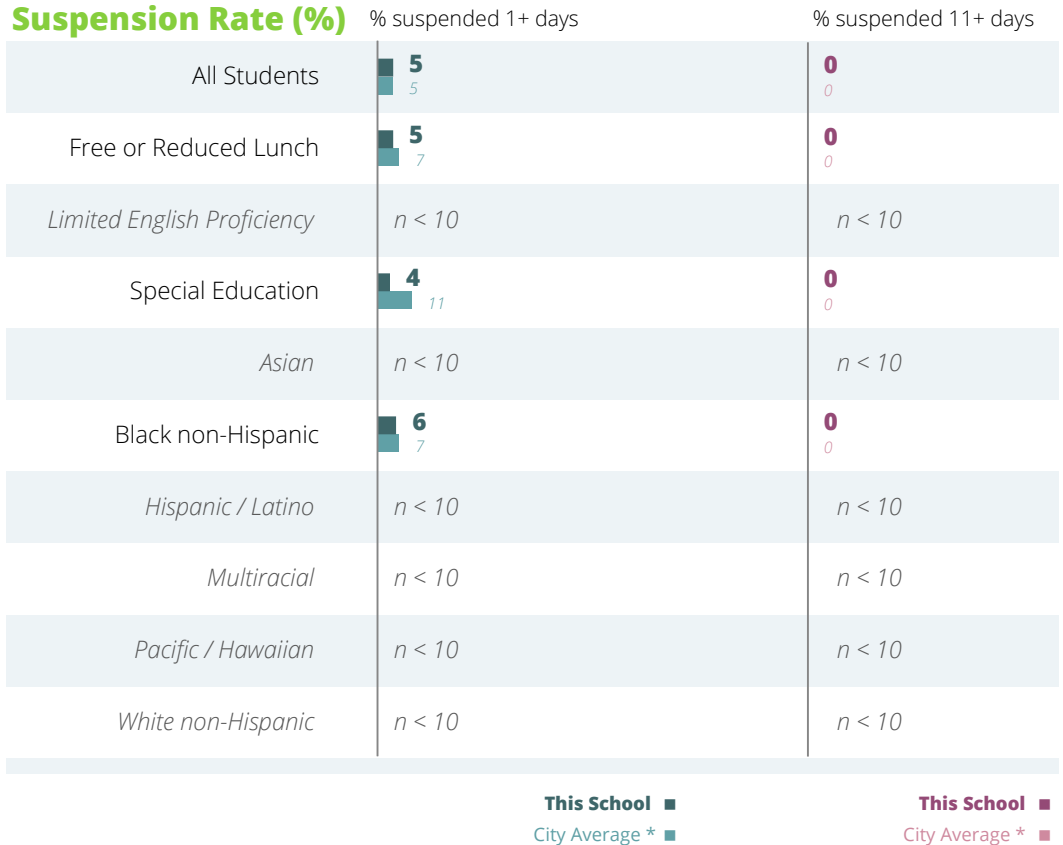 Suspension Rate (%) % suspended 1+ days % suspended 11+ days
All Students 5 0
5 0
Free or Reduced Lunch 5 0
7 0
Limited English Proficiency n < 10 n < 10
Special Education 4 0
11 0
Asian n < 10 n < 10
Black non-Hispanic 6 0
7 0
Hispanic / Latino n < 10 n < 10
Multiracial n < 10 n < 10
Pacific / Hawaiian n < 10 n < 10
White non-Hispanic n < 10 n < 10
This School This School
City Average * City Average *